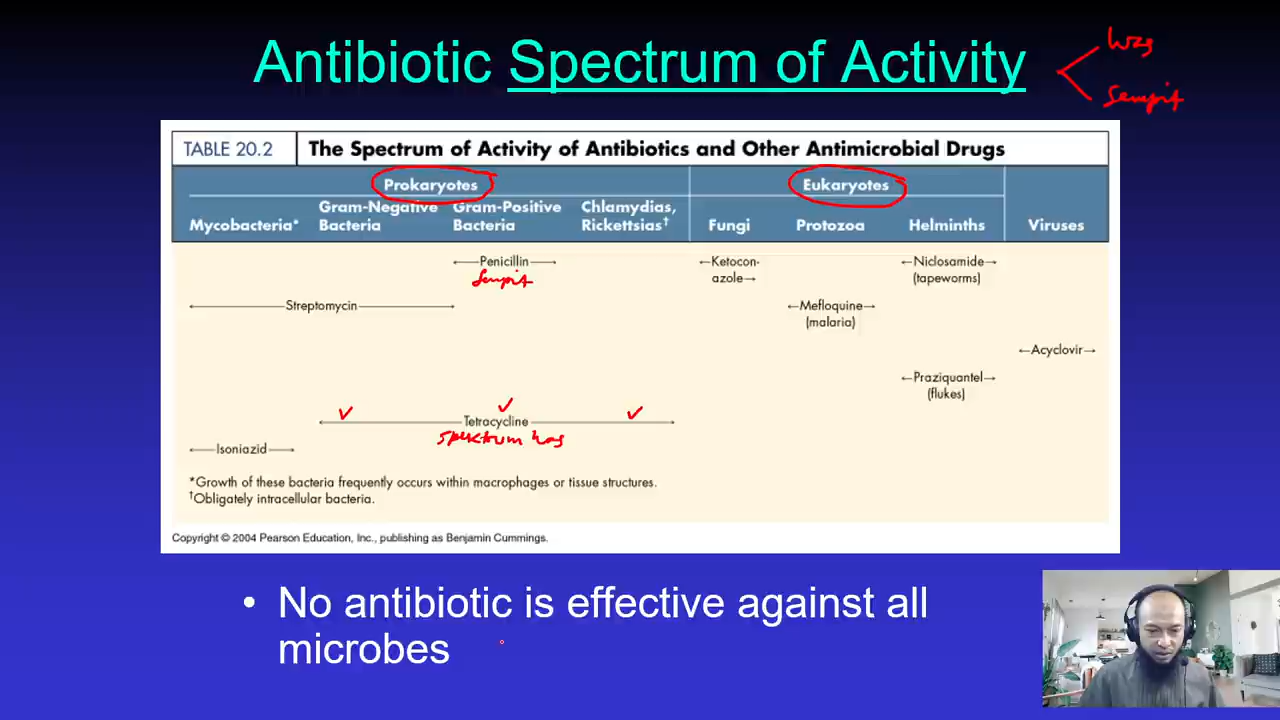 Antibiotic Spectrum of Activity
luas
sempit
TABLE 20.2 The Spectrum of Activity of Antibiotics and Other Antimicrobial Drugs
Prokaryotes Eukaryotes
Mycobacteria* Gram-Negative Bacteria Gram-Positive Bacteria Chlamydias, Rickettsias† Fungi Protozoa Helminths Viruses
←Penicillin→ ←Ketocon-azole→ ←Niclosamide→ (tapeworms)
Sempit
←Streptomycin→ ←Mefloquine→ (malaria)
←Acyclovir→
←Praziquantel→ (flukes)
✓ ✓ ✓
←Tetracycline→
spektrum luas
←Isoniazid→
*Growth of these bacteria frequently occurs within macrophages or tissue structures.
†Obligately intracellular bacteria.
Copyright © 2004 Pearson Education, Inc., publishing as Benjamin Cummings.
• No antibiotic is effective against all
microbes